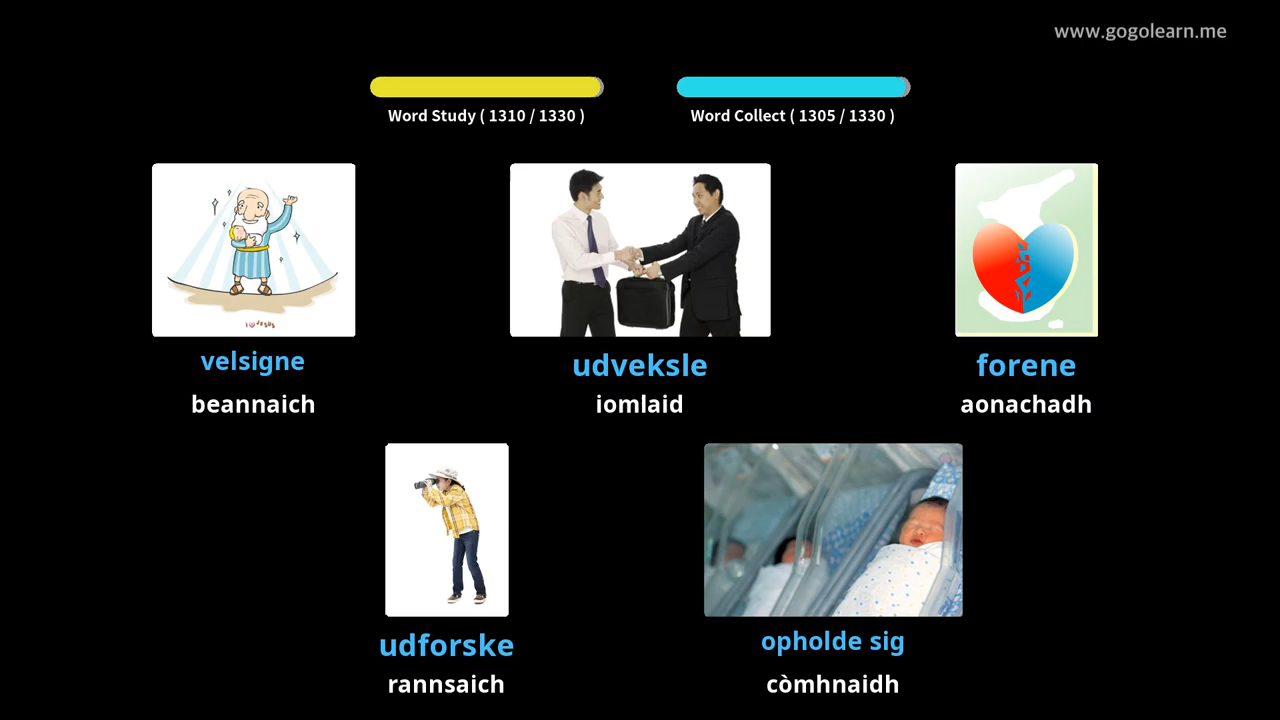 www.gogolearn.me
Word Study ( 1310 / 1330 )
Word Collect ( 1305 / 1330 )
I JESUS
velsigne
beannaich
udveksle
iomlaid
forene
aonachadh
udforske
rannsaich
opholde sig
còmhnaidh